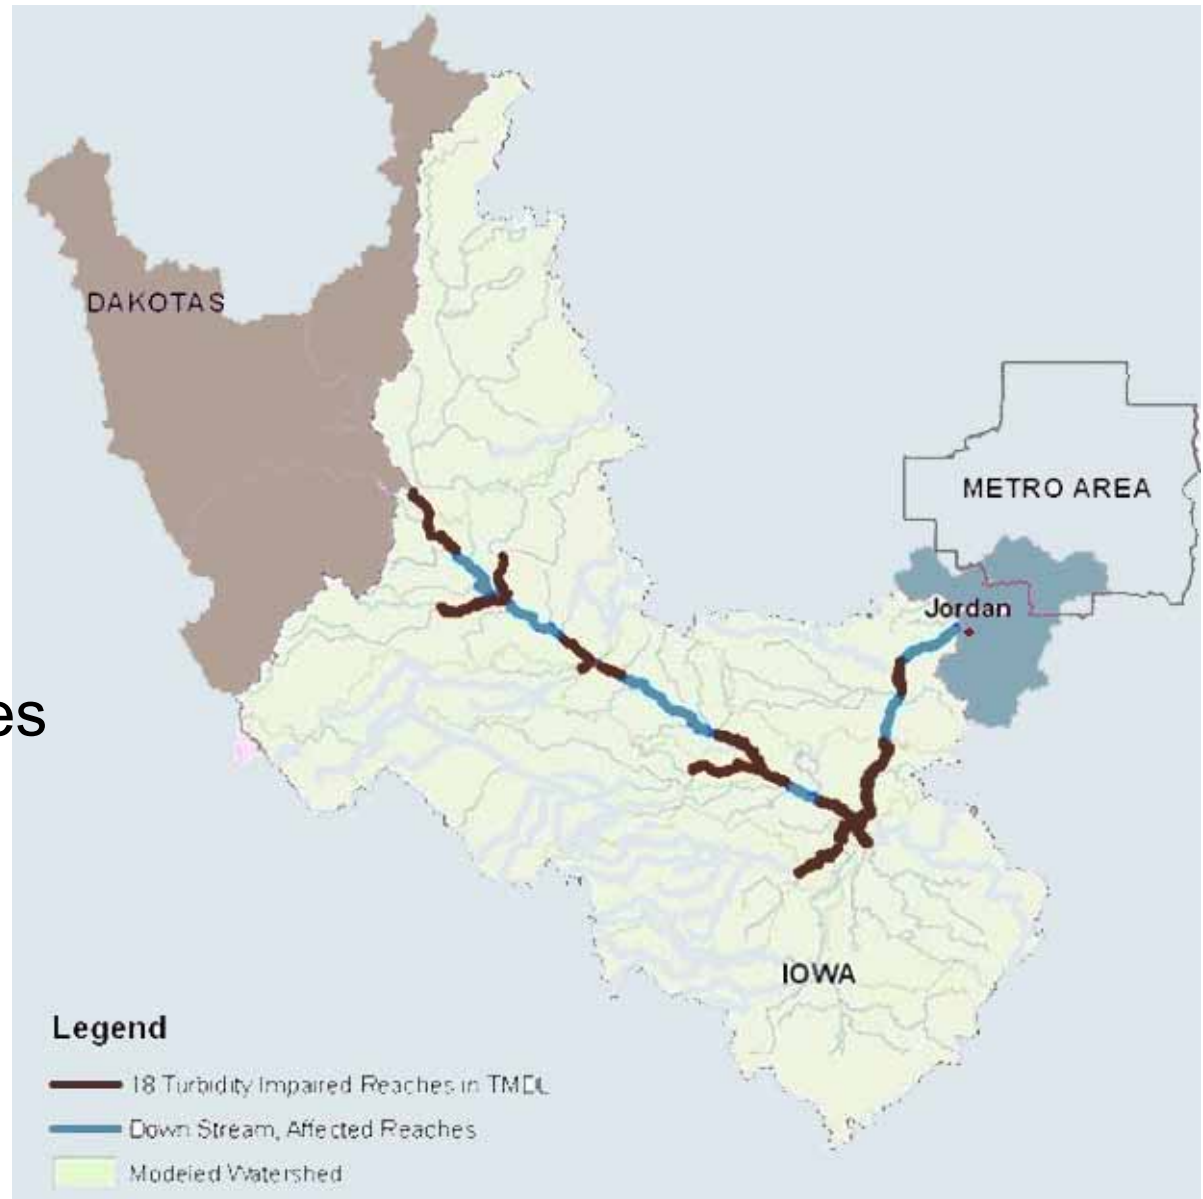 DAKOTAS
METRO AREA
Jordan
es
IOWA
Legend
18 Turbidity Impaired Reaches in TMDL
Down Stream, Affected Reaches
Modeled Watershed